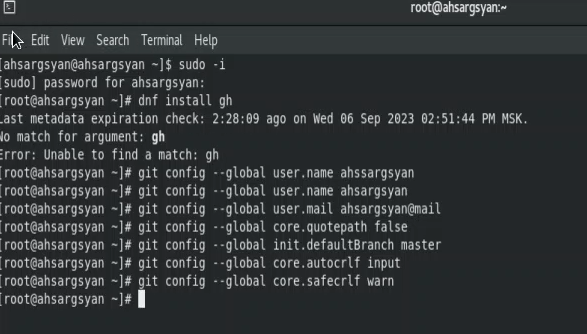 root@ahsargsyan:~
File Edit View Search Terminal Help
[ahsargsyan@ahsargsyan ~]$ sudo -i
[sudo] password for ahsargsyan:
[root@ahsargsyan ~]# dnf install gh
Last metadata expiration check: 2:28:09 ago on Wed 06 Sep 2023 02:51:44 PM MSK.
No match for argument: gh
Error: Unable to find a match: gh
[root@ahsargsyan ~]# git config --global user.name ahssargsyan
[root@ahsargsyan ~]# git config --global user.name ahsargsyan
[root@ahsargsyan ~]# git config --global user.mail ahsargsyan@mail
[root@ahsargsyan ~]# git config --global core.quotepath false
[root@ahsargsyan ~]# git config --global init.defaultBranch master
[root@ahsargsyan ~]# git config --global core.autocrlf input
[root@ahsargsyan ~]# git config --global core.safecrlf warn
[root@ahsargsyan ~]#